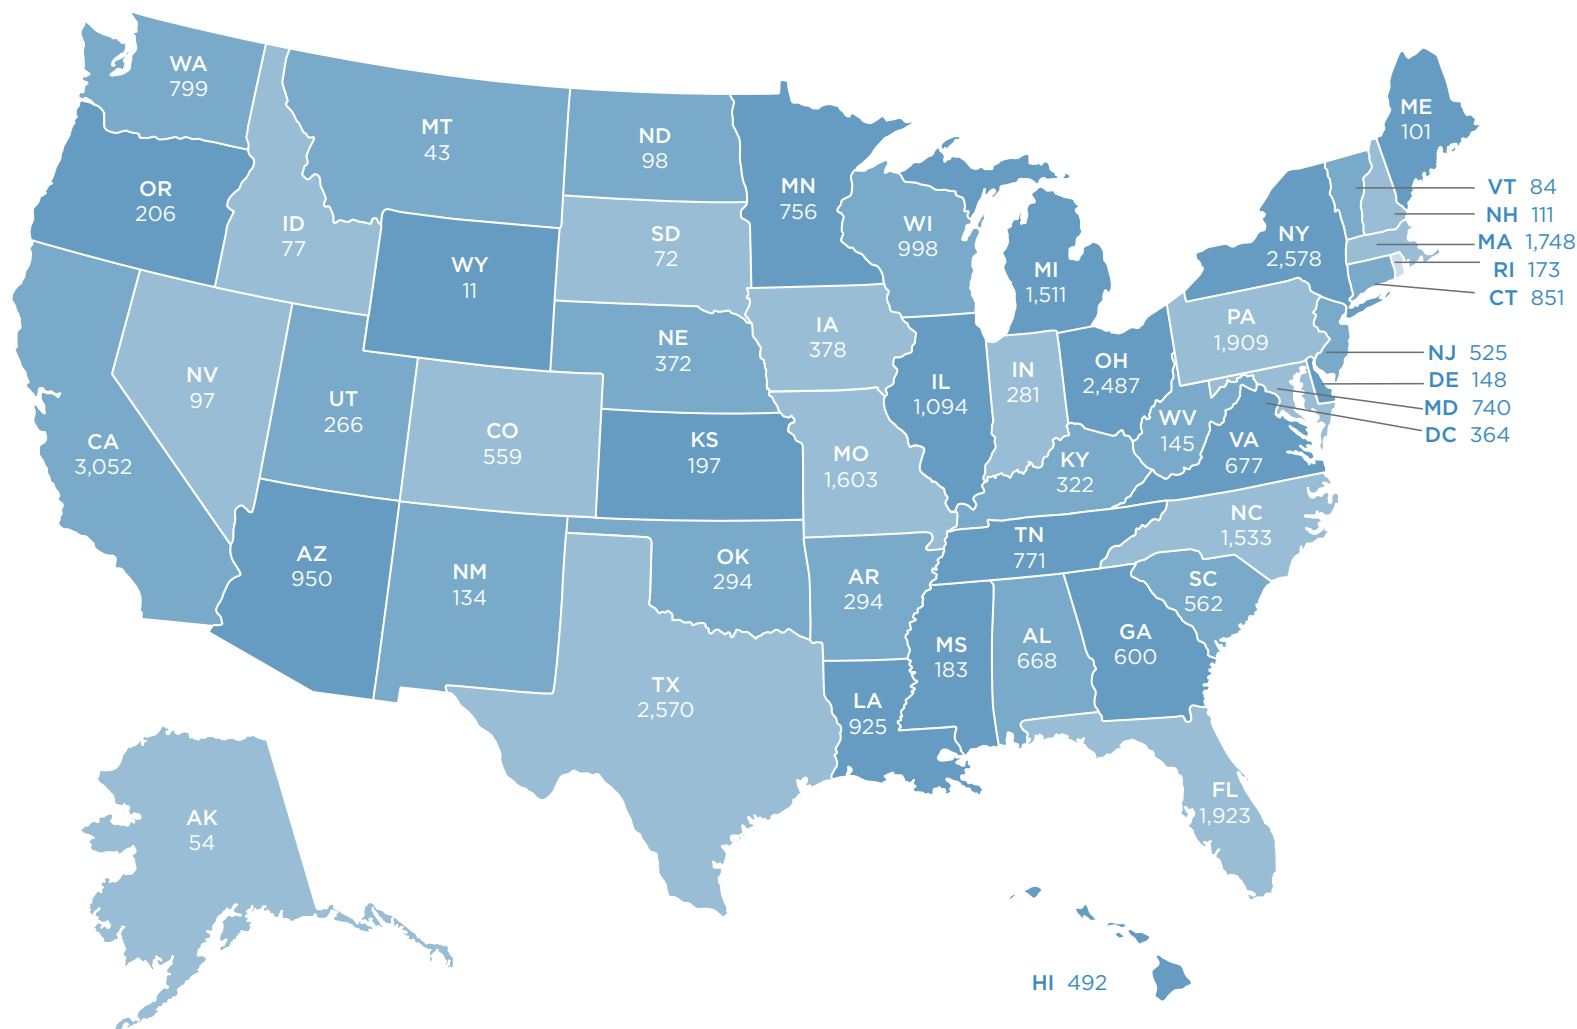 WA
799
MT
43
ND
98
ME
101
OR
206
ID
77
MN
756
WI
998
VT 84
NH 111
MA 1,748
RI 173
CT 851
SD
72
WY
11
MI
1,511
NY
2,578
IA
378
NE
372
PA
1,909
NV
97
UT
266
CO
559
IL
1,094
IN
281
OH
2,487
NJ 525
DE 148
MD 740
DC 364
CA
3,052
KS
197
MO
1,603
KY
322
WV
145
VA
677
AZ
950
NM
134
OK
294
AR
294
TN
771
NC
1,533
SC
562
MS
183
AL
668
GA
600
TX
2,570
LA
925
FL
1,923
AK
54
HI 492